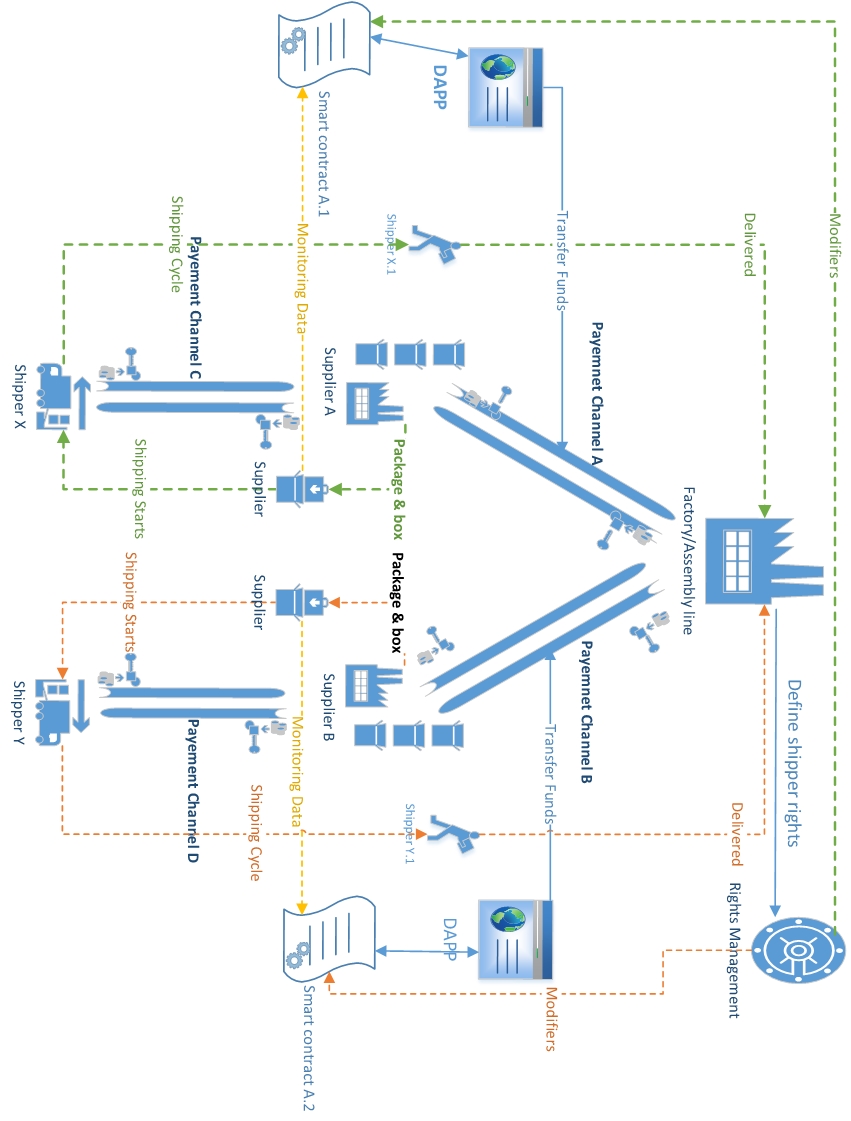 Modifiers
Define shipper rights
Delivered
Delivered
Rights Management
Factory/Assembly line
Payemnet Channel A
Payemnet Channel B
Transfer Funds
Transfer Funds
Modifiers
DAPP
DAPP
Shipper X.1
Package & box
Package & box
Shipper Y.1
Smart contract A.1
Supplier A
Supplier B
Smart contract A.2
Monitoring Data
Monitoring Data
Supplier
Supplier
Shipping Cycle
Payement Channel C
Payement Channel D
Shipping Cycle
Shipping Starts
Shipping Starts
Shipper X
Shipper Y